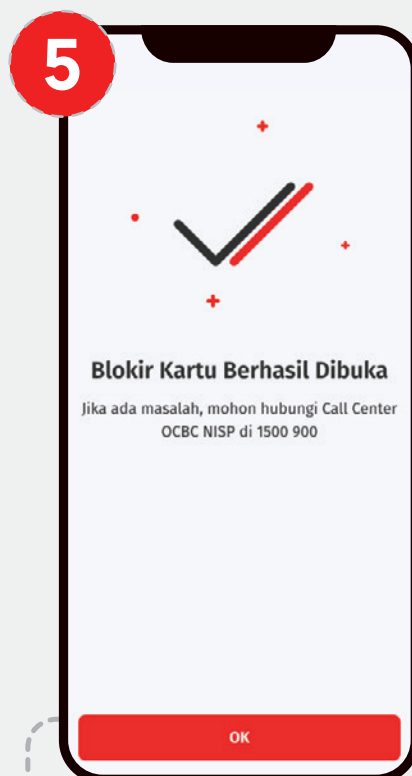 5
Blokir Kartu Berhasil Dibuka
Jika ada masalah, mohon hubungi Call Center
OCBC NISP di 1500 900
OK